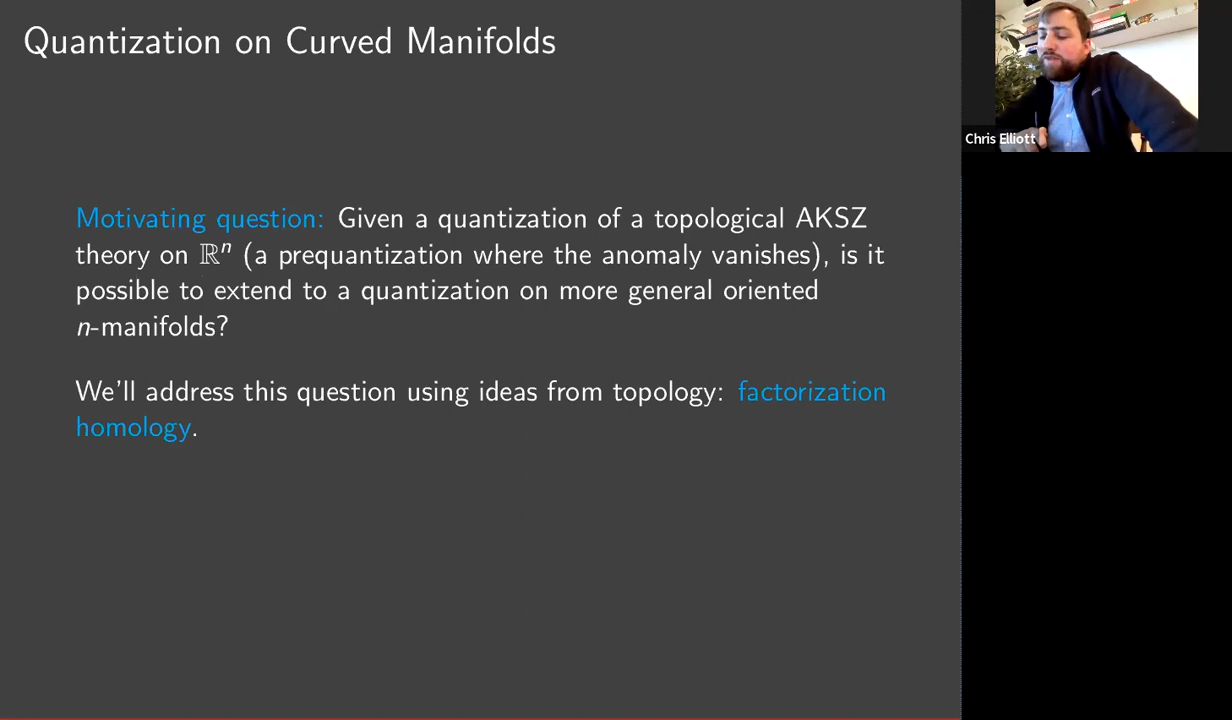 Quantization on Curved Manifolds
Chris Elliott
Motivating question: Given a quantization of a topological AKSZ
theory on ℝⁿ (a prequantization where the anomaly vanishes), is it
possible to extend to a quantization on more general oriented
n-manifolds?
We'll address this question using ideas from topology: factorization
homology.